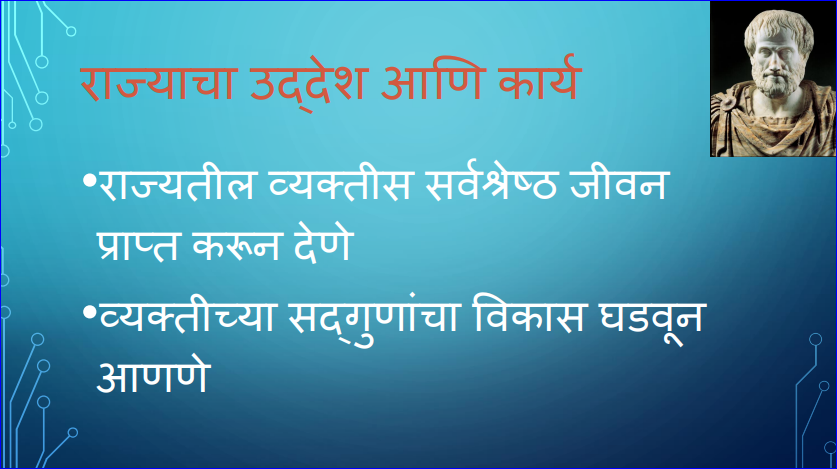 राज्याचा उद्‌देश आणि कार्य
•राज्यतील व्यक्तीस सर्वश्रेष्ठ जीवन
प्राप्त करून देणे
•व्यक्तीच्या सद्‌गुणांचा विकास घडवून
आणणे